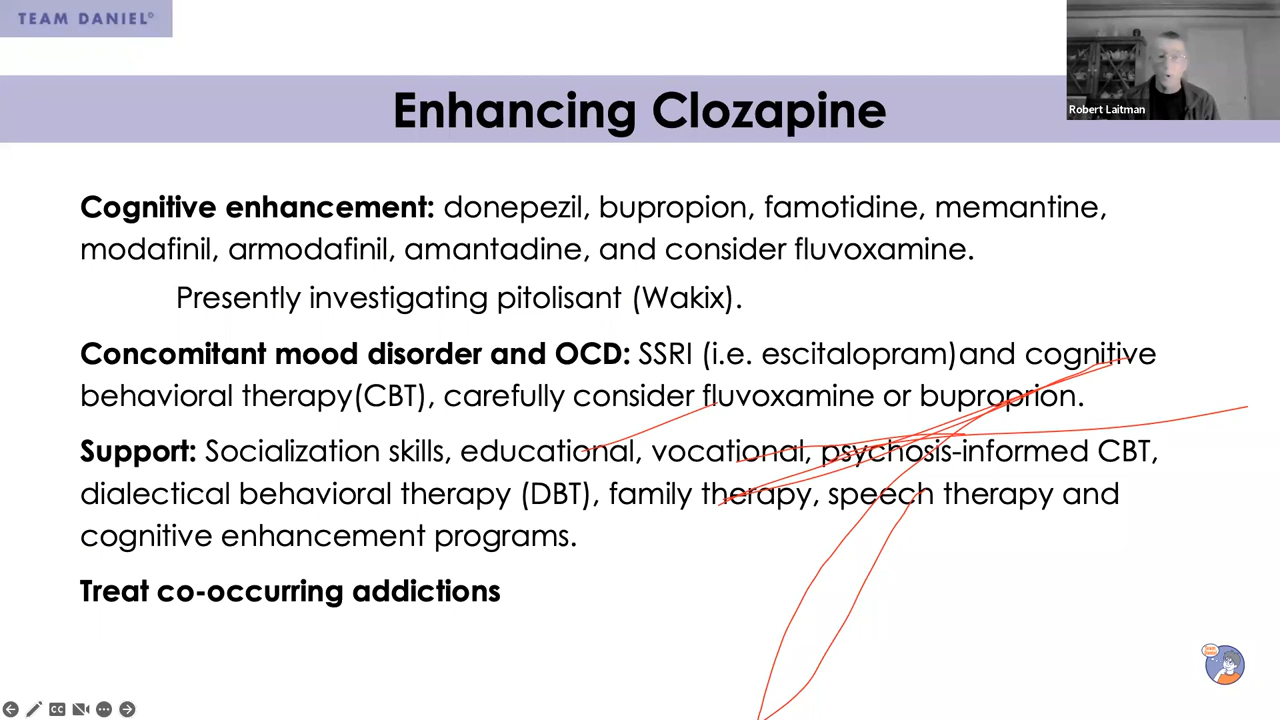 TEAM DANIEL©
Robert Laitman
Enhancing Clozapine
Cognitive enhancement: donepezil, bupropion, famotidine, memantine,
modafinil, armodafinil, amantadine, and consider fluvoxamine.
Presently investigating pitolisant (Wakix).
Concomitant mood disorder and OCD: SSRI (i.e. escitalopram)and cognitive
behavioral therapy(CBT), carefully consider fluvoxamine or buproprion.
Support: Socialization skills, educational, vocational, psychosis-informed CBT,
dialectical behavioral therapy (DBT), family therapy, speech therapy and
cognitive enhancement programs.
Treat co-occurring addictions
CC